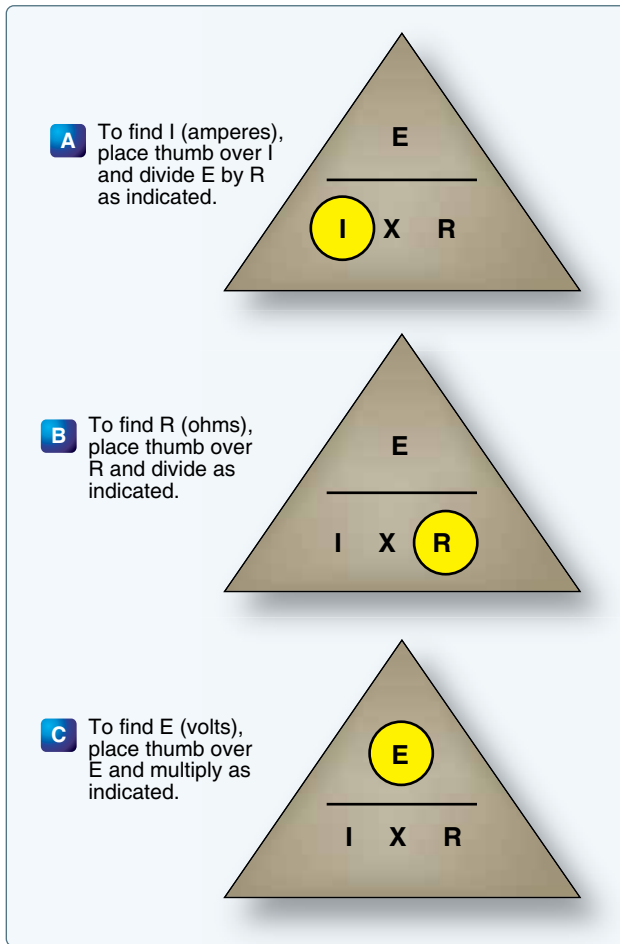 A
To find I (amperes),
place thumb over I
and divide E by R
as indicated.
E
I X R
B
To find R (ohms),
place thumb over
R and divide as
indicated.
E
I X R
C
To find E (volts),
place thumb over
E and multiply as
indicated.
E
I X R